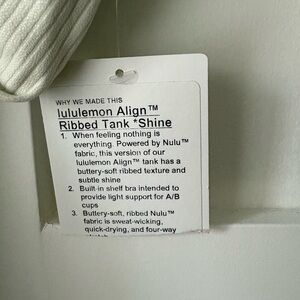 WHY WE MADE THIS
lululemon Align™
Ribbed Tank *Shine
1. When feeling nothing is
everything. Powered by Nulu™
fabric, this version of our
lululemon Align™ tank has a
buttery-soft ribbed texture and
subtle shine
2. Built-in shelf bra intended to
provide light support for A/B
cups
3. Buttery-soft, ribbed Nulu™
fabric is sweat-wicking,
quick-drying, and four-way